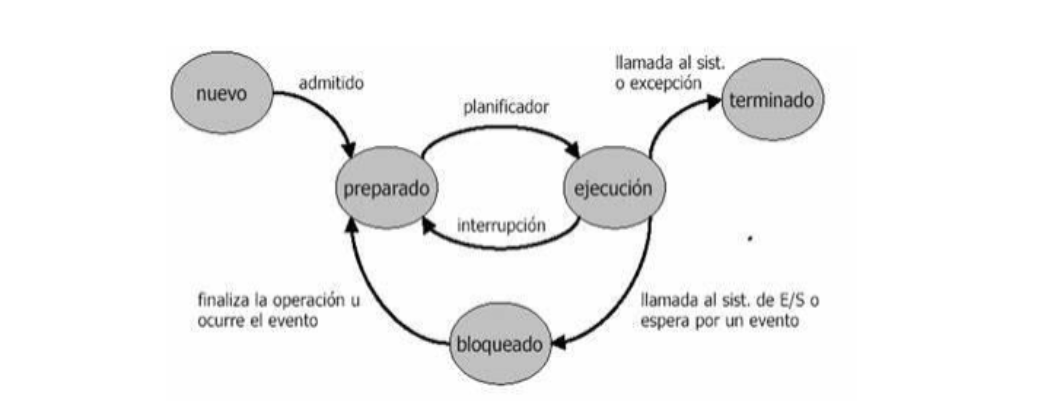 llamada al sist.
o excepción
nuevo
admitido
terminado
planificador
preparado
ejecución
interrupción
finaliza la operación u
ocurre el evento
llamada al sist. de E/S o
espera por un evento
bloqueado